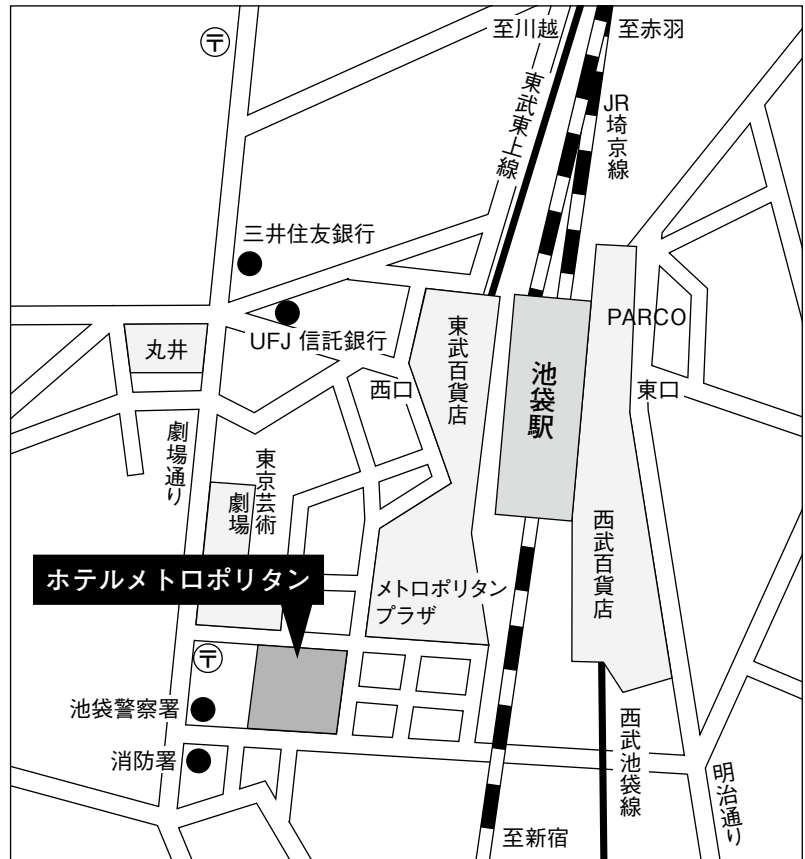 至川越
至赤羽
〒
東武東上線
JR埼京線
三井住友銀行
UFJ 信託銀行
丸井
東武百貨店
PARCO
池袋駅
西口
東口
劇場通り
東京芸術
劇場
西武百貨店
ホテルメトロポリタン
メトロポリタン
プラザ
〒
池袋警察署
消防署
西武池袋線
明治通り
至新宿